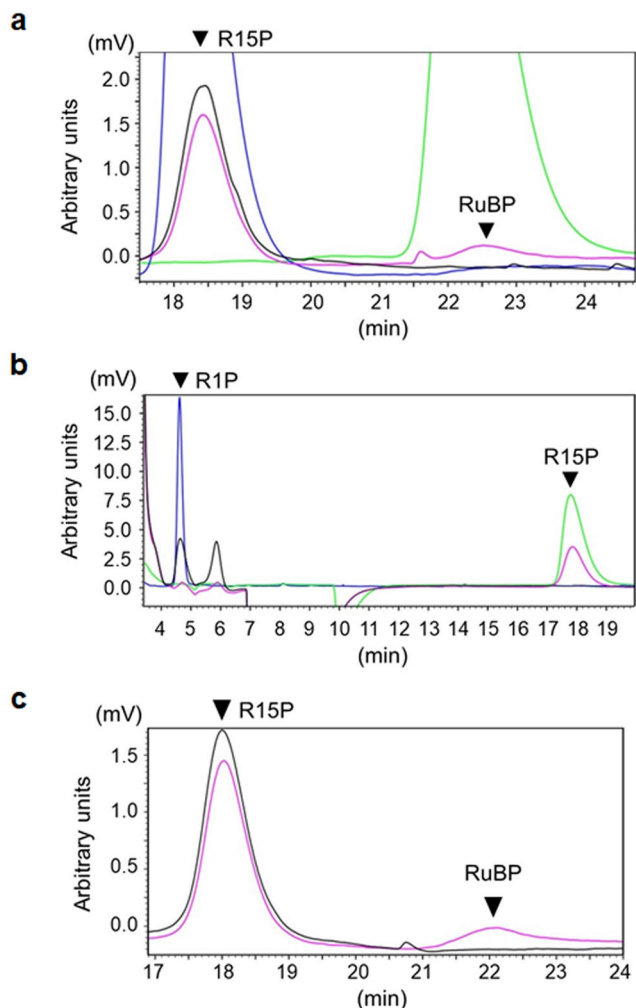 a
(mV)
R15P
Arbitrary units
2.0
1.5
1.0
0.5
0.0
RuBP
18 19 20 21 22 23 24
(min)
b
(mV)
R1P
Arbitrary units
15.0
12.5
10.0
7.5
5.0
2.5
0.0
R15P
4 5 6 7 8 9 10 11 12 13 14 15 16 17 18 19
(min)
c
(mV)
R15P
Arbitrary units
1.5
1.0
0.5
0.0
RuBP
17 18 19 20 21 22 23 24
(min)